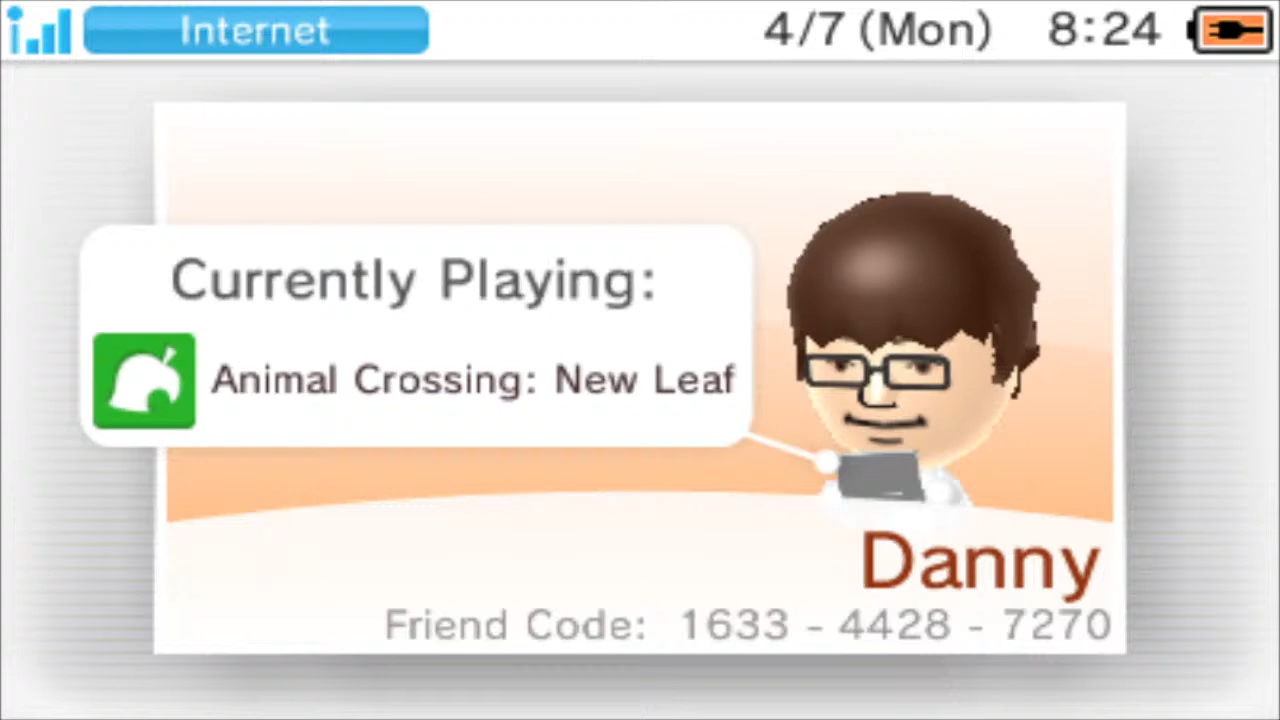 Internet 4/7 (Mon) 8:24
Currently Playing:
Animal Crossing: New Leaf
Danny
Friend Code: 1633 - 4428 - 7270